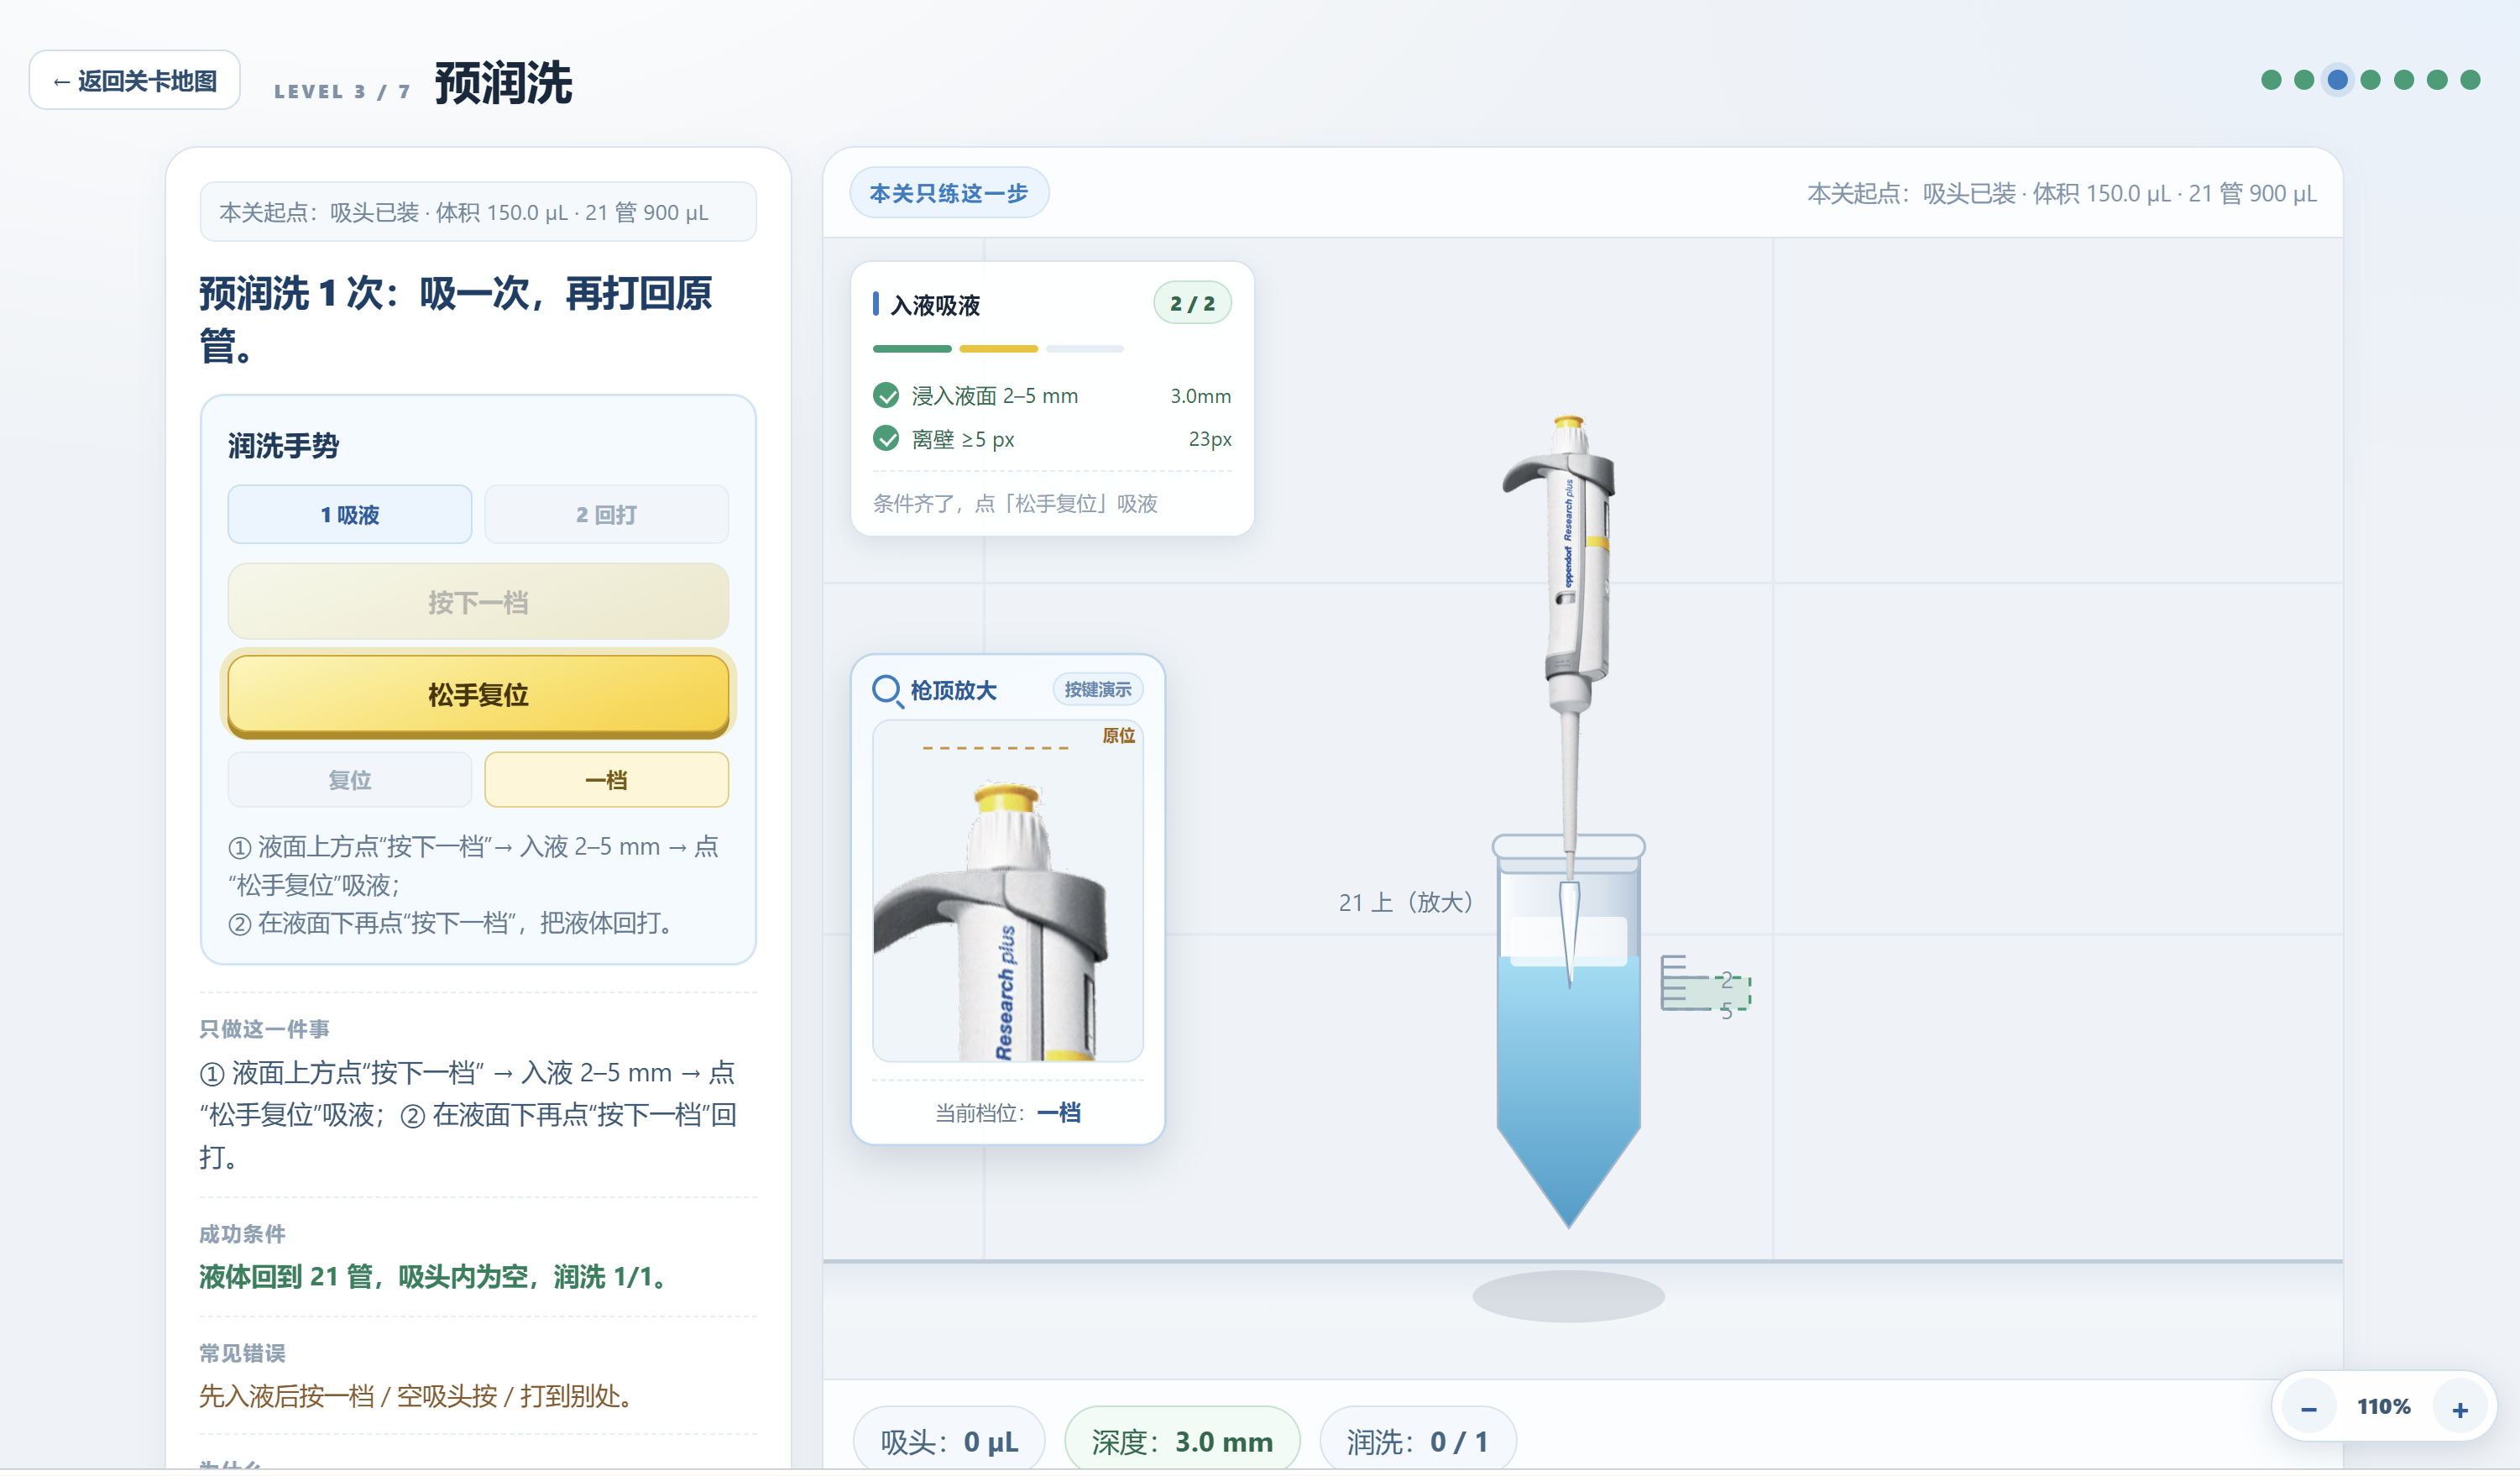 ← 返回关卡地图
LEVEL 3 / 7
预润洗
本关起点：吸头已装 · 体积 150.0 µL · 21 管 900 µL
预润洗 1 次：吸一次，再打回原
管。
润洗手势
1 吸液
2 回打
按下一档
松手复位
复位
一档
① 液面上方点“按下一档”→ 入液 2–5 mm → 点
“松手复位”吸液；
② 在液面下再点“按下一档”，把液体回打。
只做这一件事
① 液面上方点“按下一档” → 入液 2–5 mm → 点
“松手复位”吸液；② 在液面下再点“按下一档”回
打。
成功条件
液体回到 21 管，吸头内为空，润洗 1/1。
常见错误
先入液后按一档 / 空吸头按 / 打到别处。
为什么
本关只练这一步
本关起点：吸头已装 · 体积 150.0 µL · 21 管 900 µL
入液吸液
2 / 2
浸入液面 2–5 mm
3.0mm
离壁 ≥5 px
23px
条件齐了，点「松手复位」吸液
枪顶放大
按键演示
原位
Research plus
当前档位：一档
eppendorf Research plus
21 上（放大）
2
5
吸头：0 µL
深度：3.0 mm
润洗：0 / 1
−
110%
+